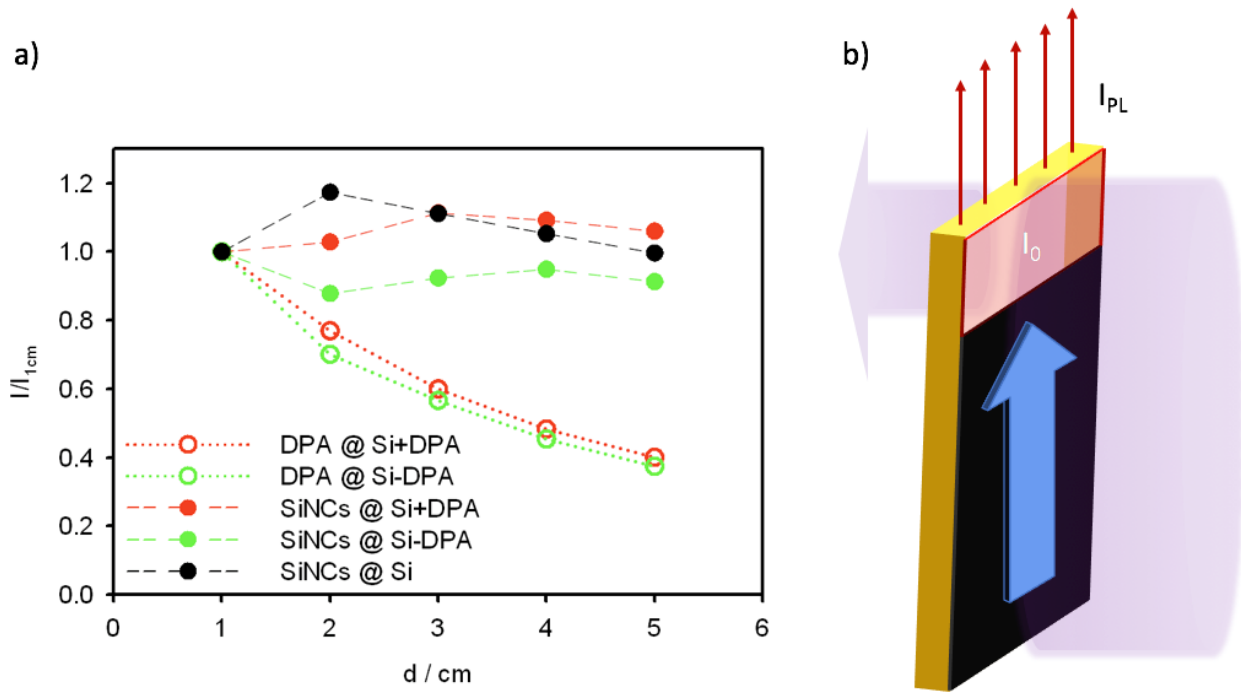 a)
I/I1cm
1.2
1.0
0.8
0.6
0.4
0.2
0.0
DPA @ Si+DPA
DPA @ Si-DPA
SiNCs @ Si+DPA
SiNCs @ Si-DPA
SiNCs @ Si
0 1 2 3 4 5 6
d / cm
b)
IPL
I0